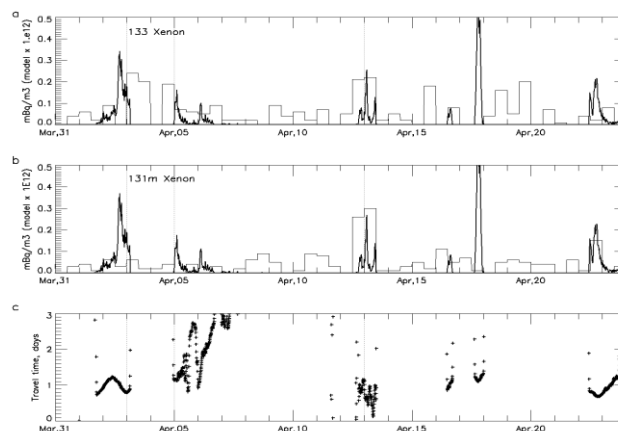 a
133 Xenon
mBq/m3 (model x 1.e12)
0.5
0.4
0.3
0.2
0.1
0.0
Mar,31
Apr,05
Apr,10
Apr,15
Apr,20
b
131m Xenon
mBq/m3 (model x 1E12)
0.5
0.4
0.3
0.2
0.1
0.0
Mar,31
Apr,05
Apr,10
Apr,15
Apr,20
c
Travel time, days
3
2
1
0
Mar,31
Apr,05
Apr,10
Apr,15
Apr,20